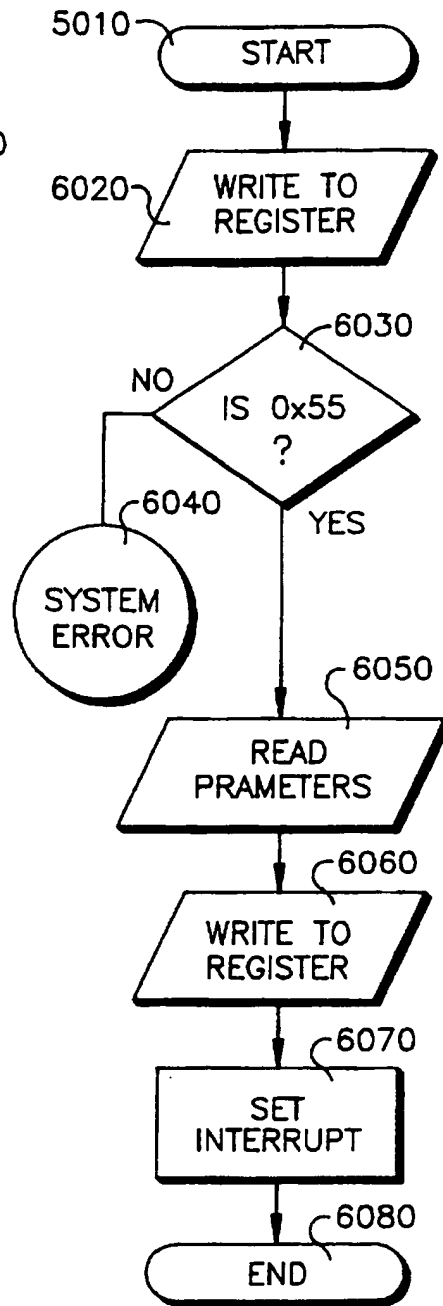 5010
START
0
6020
WRITE TO
REGISTER
6030
NO
IS 0x55
?
6040
YES
SYSTEM
ERROR
6050
READ
PRAMETERS
6060
WRITE TO
REGISTER
6070
SET
INTERRUPT
6080
END